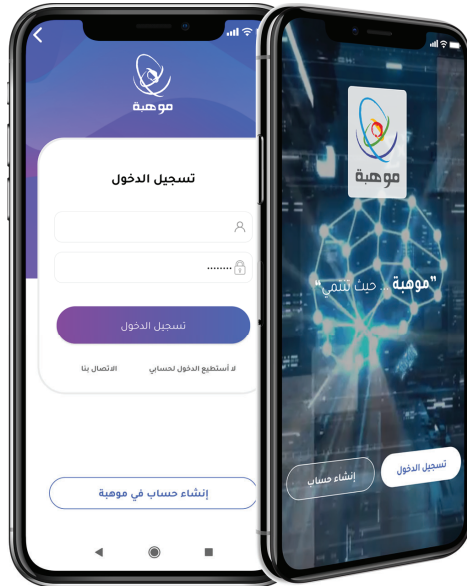 موهبة
تسجيل الدخول
........
تسجيل الدخول
لا أستطيع الدخول لحسابي
الاتصال بنا
إنشاء حساب في موهبة
موهبة
"موهبة ... حيث ننتمي"
تسجيل الدخول
إنشاء حساب